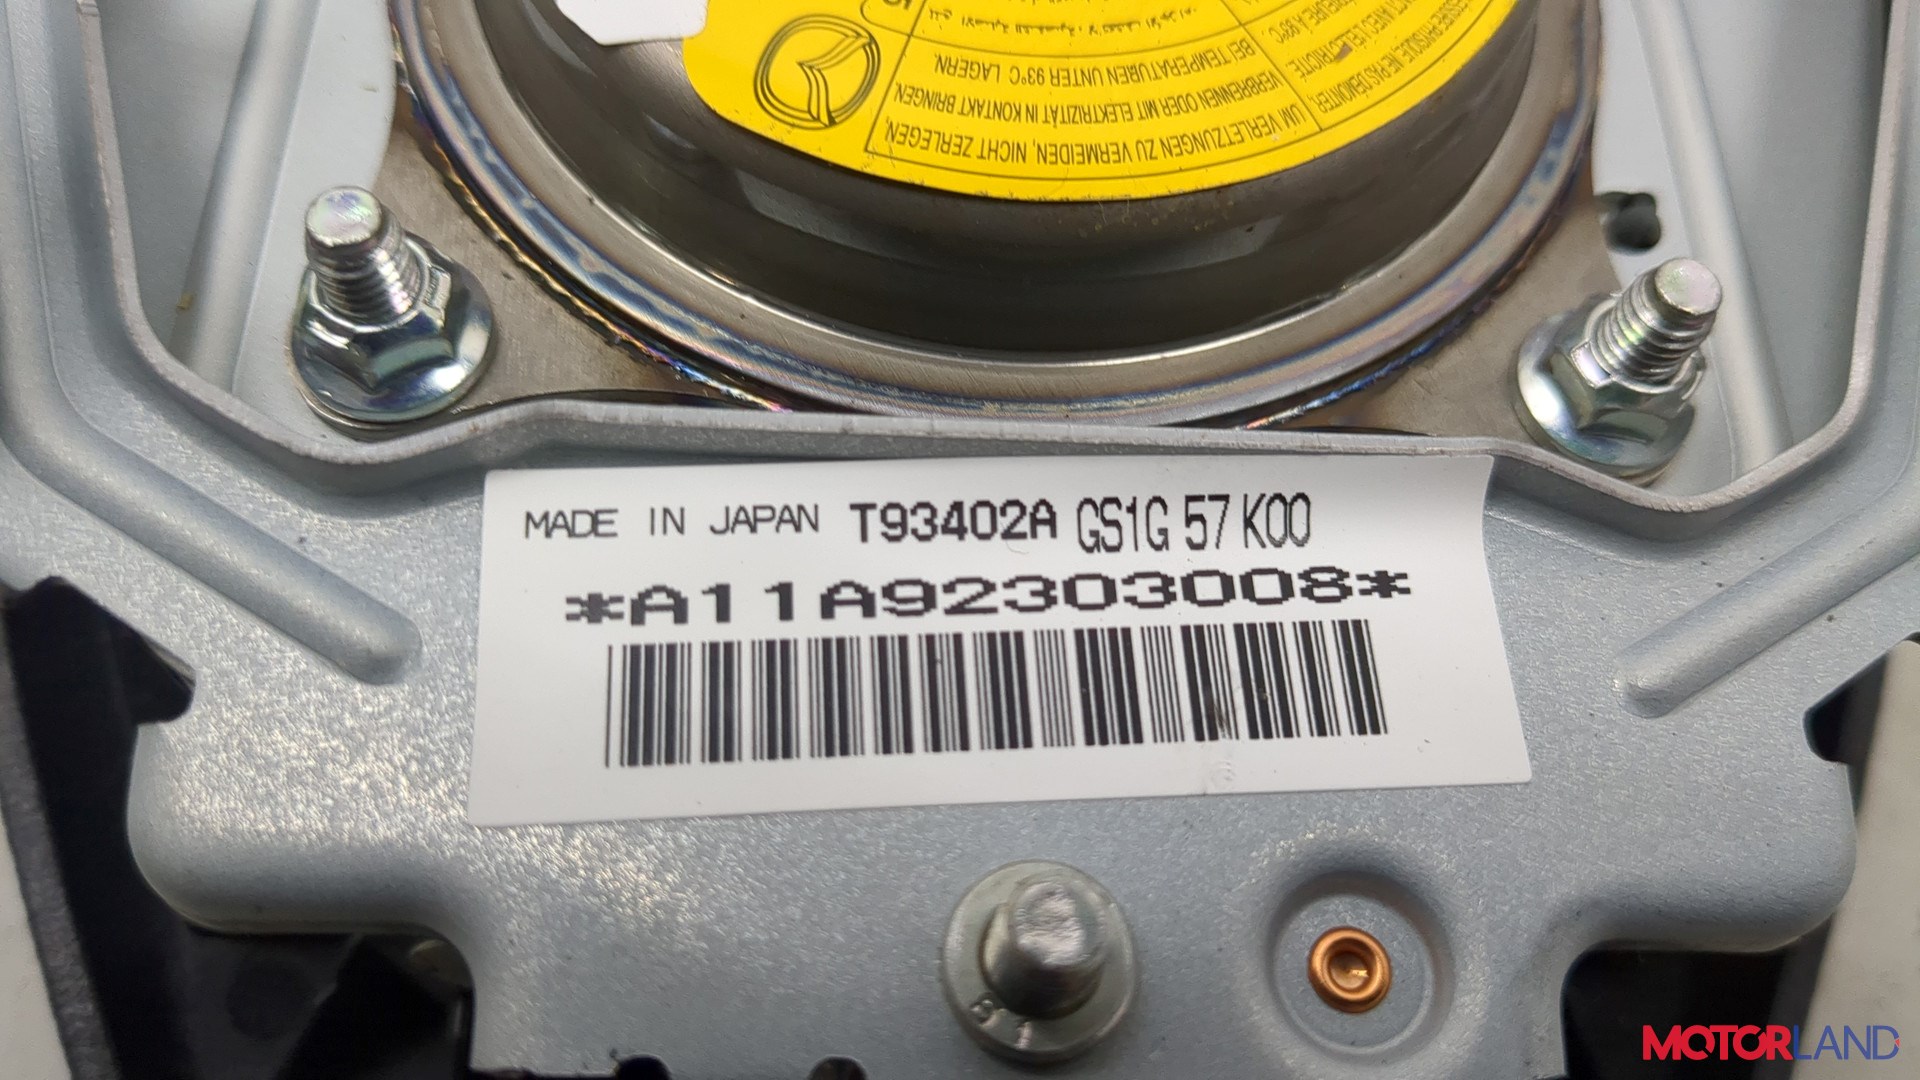 BEI TEMPERATUREN UNTER 93°C LAGERN.
VERBRENNEN ODER MIT ELEKTRIZITÄT IN KONTAKT BRINGEN.
UM VERLETZUNGEN ZU VERMEIDEN, NICHT ZERLEGEN,
MADE IN JAPAN T93402A GS1G 57 K00
*A11A92303008*
B 1
MOTORLAND